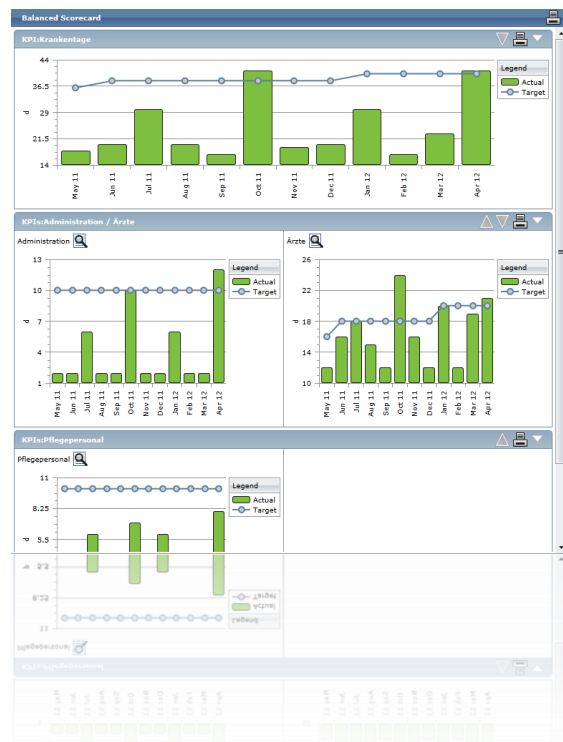 Balanced Scorecard
KPI:Krankentage
44
36.5
29
21.5
14
d
May 11
Jun 11
Jul 11
Aug 11
Sep 11
Oct 11
Nov 11
Dec 11
Jan 12
Feb 12
Mar 12
Apr 12
Legend
Actual
Target
KPIs:Administration / Ärzte
Administration
13
10
7
4
1
d
May 11
Jun 11
Jul 11
Aug 11
Sep 11
Oct 11
Nov 11
Dec 11
Jan 12
Feb 12
Mar 12
Apr 12
Legend
Actual
Target
Ärzte
26
22
18
14
10
d
May 11
Jun 11
Jul 11
Aug 11
Sep 11
Oct 11
Nov 11
Dec 11
Jan 12
Feb 12
Mar 12
Apr 12
Legend
Actual
Target
KPIs:Pflegepersonal
Pflegepersonal
11
8.25
5.5
d
Legend
Actual
Target